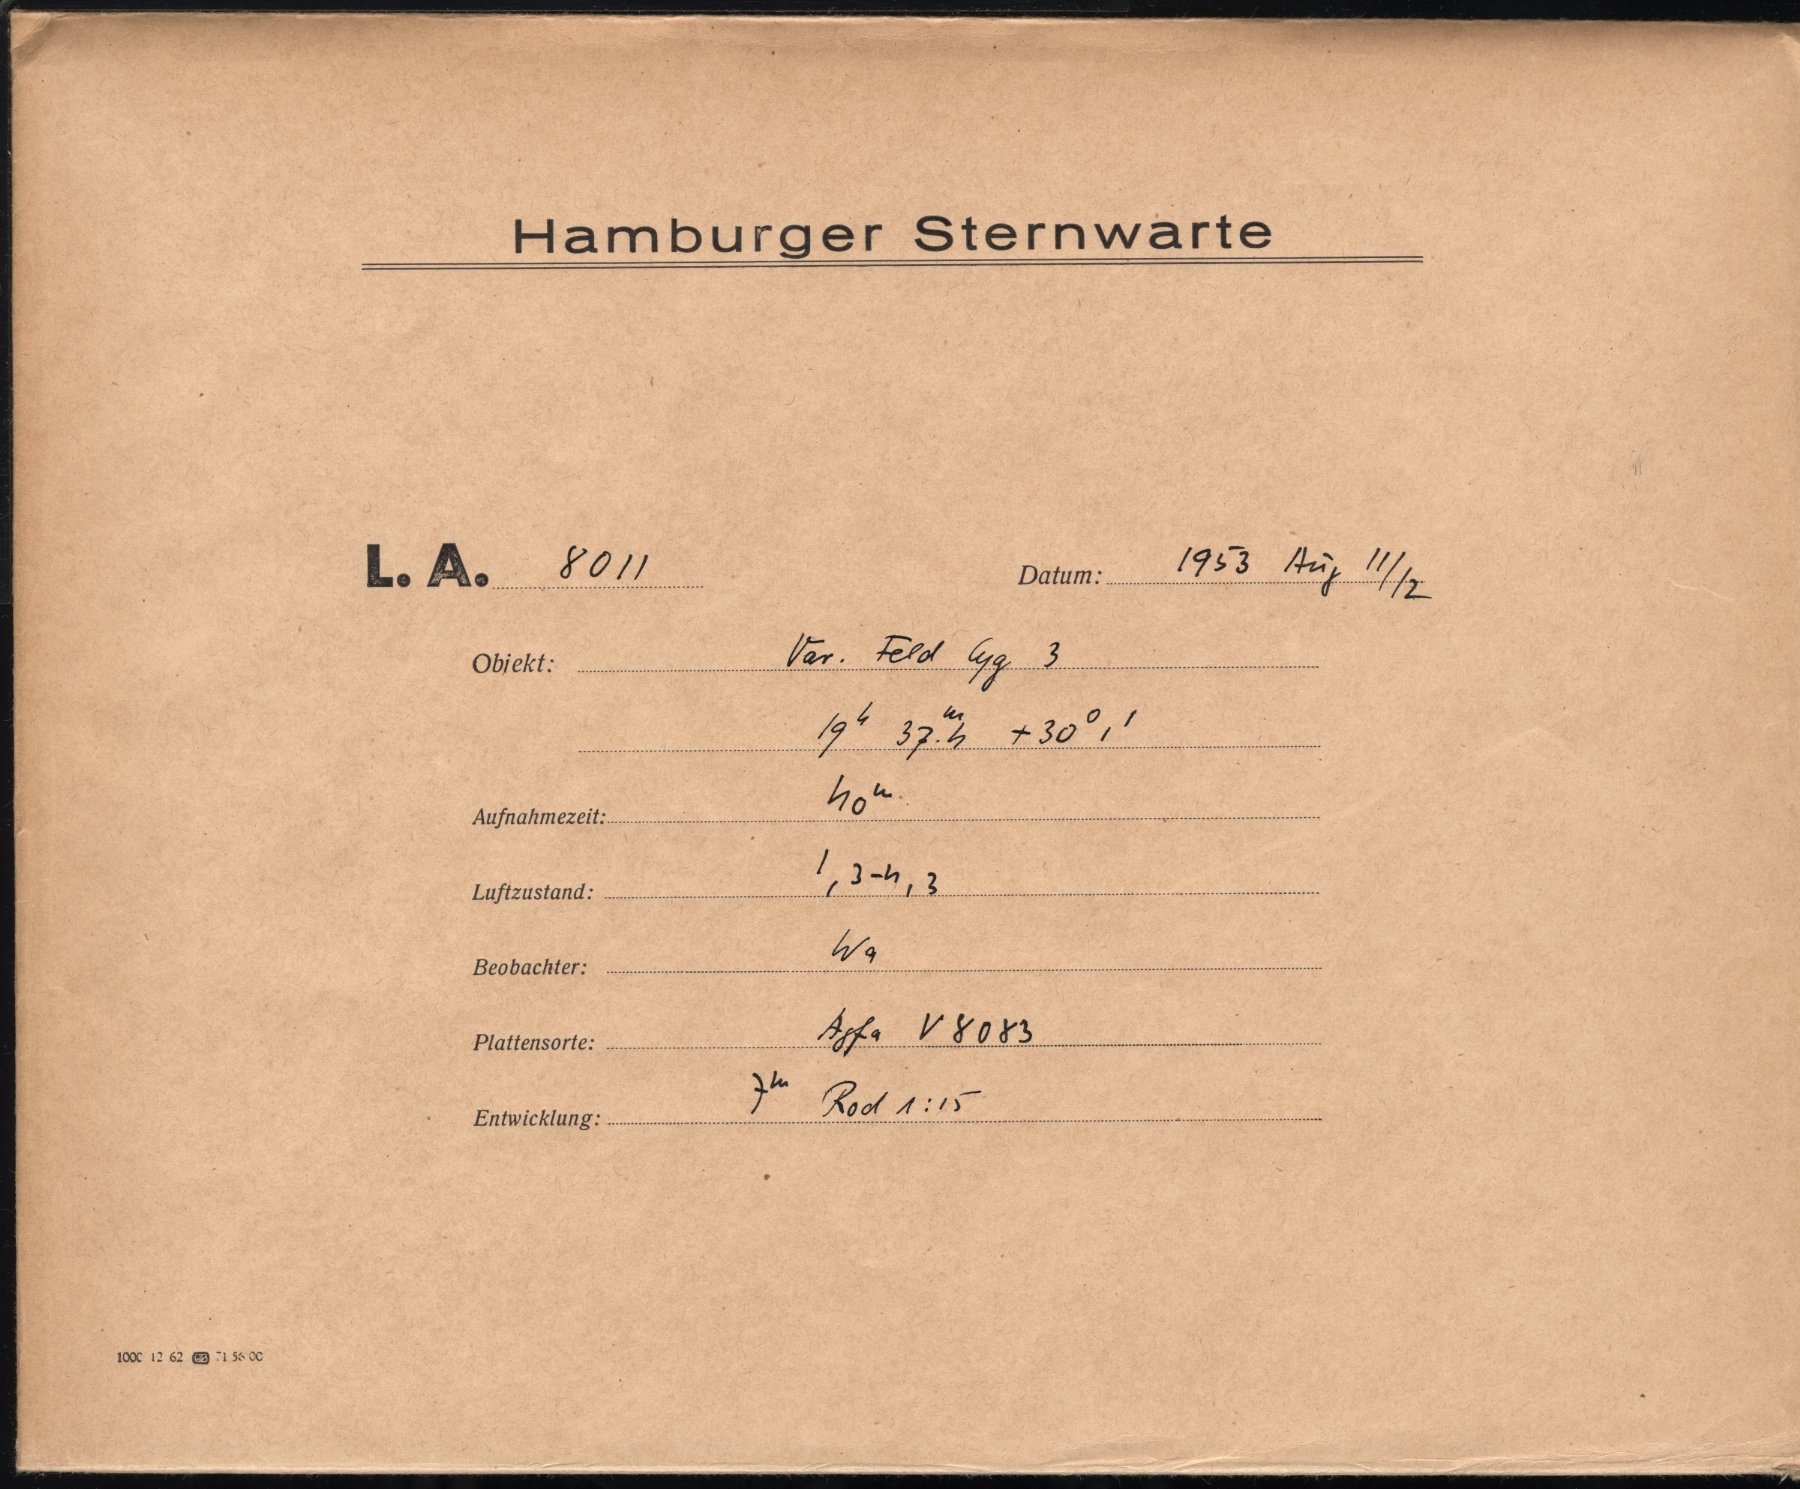 Hamburger Sternwarte
L. A. 8011 Datum: 1953 Aug 11/12
Objekt: Var. Feld Cyg 3
19h 37m.4 +30°,1
Aufnahmezeit: 40m
Luftzustand: 1,3-4,3
Beobachter: Wa
Plattensorte: Agfa V 8083
Entwicklung: 7m Rod 1:15
1000 12 62 71 56 00